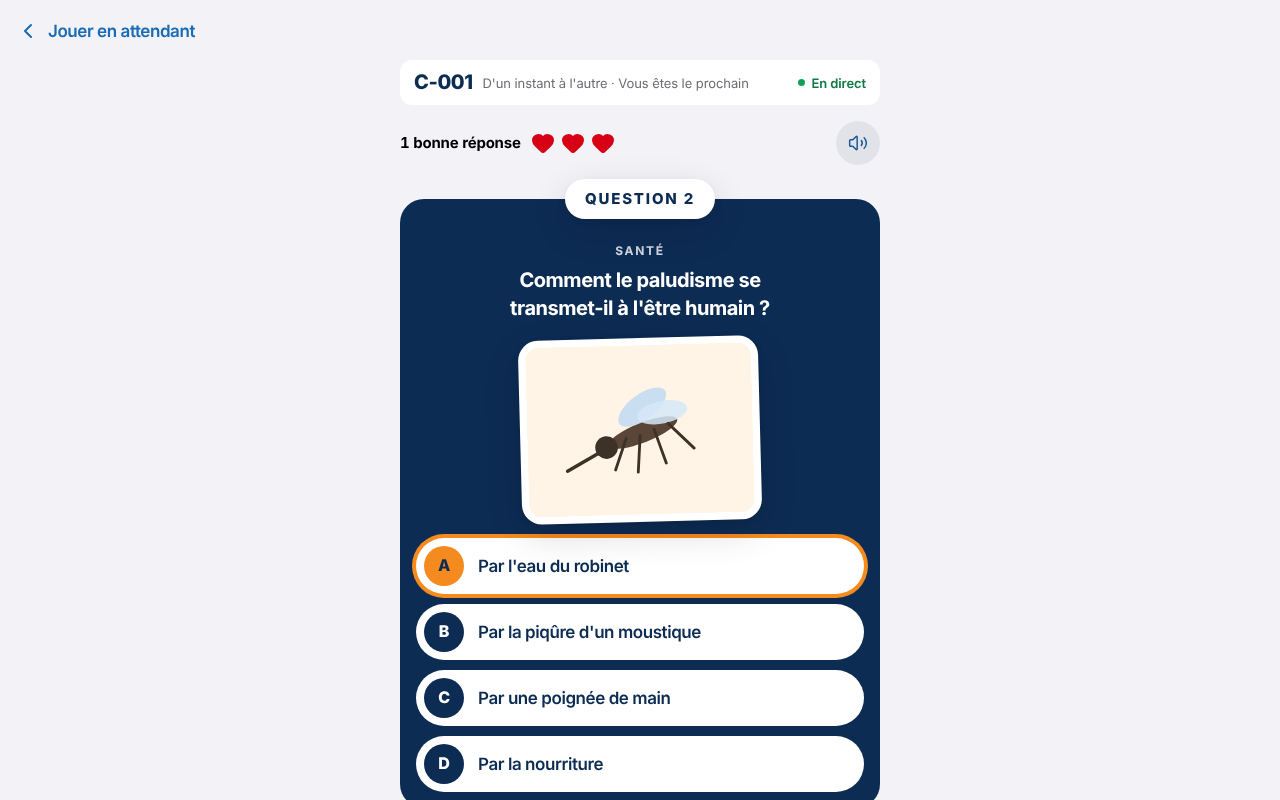 Jouer en attendant
C-001 D'un instant à l'autre · Vous êtes le prochain En direct
1 bonne réponse
QUESTION 2
SANTÉ
Comment le paludisme se
transmet-il à l'être humain ?
A Par l'eau du robinet
B Par la piqûre d'un moustique
C Par une poignée de main
D Par la nourriture